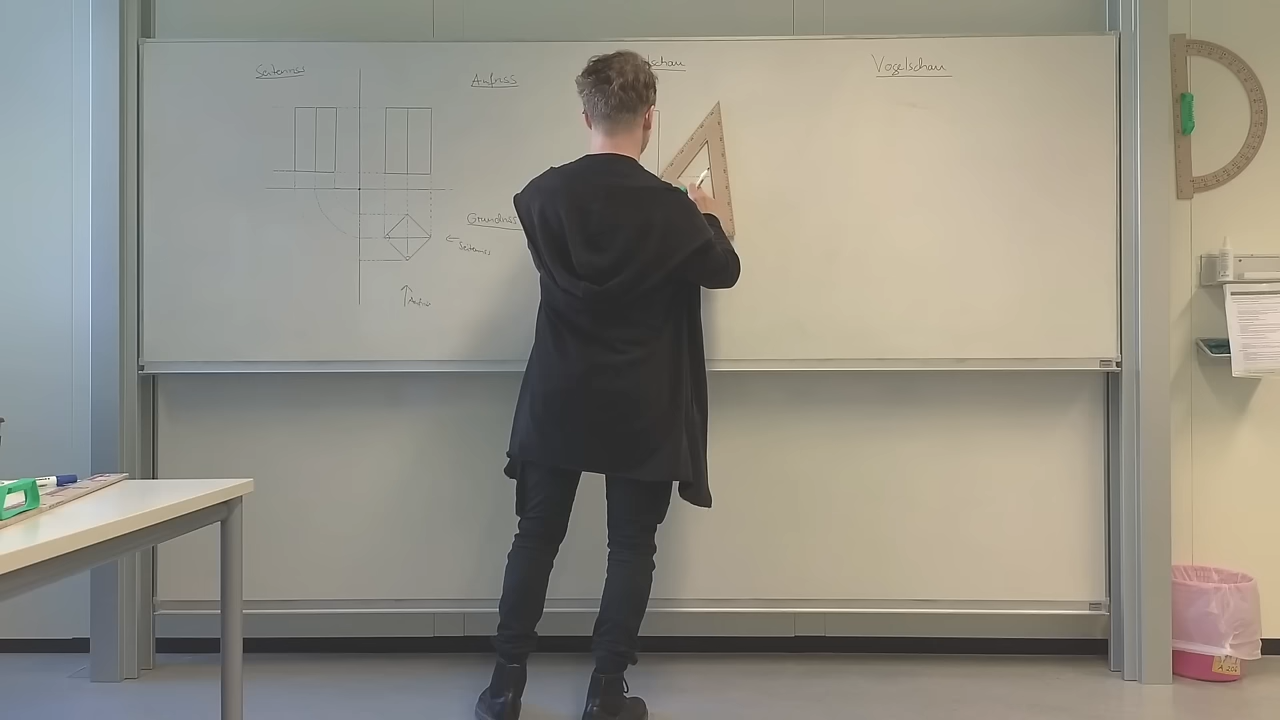 Seitenriss
Aufriss
Vogelschau
Grundriss
← Seitenriss
↑ Aufriss